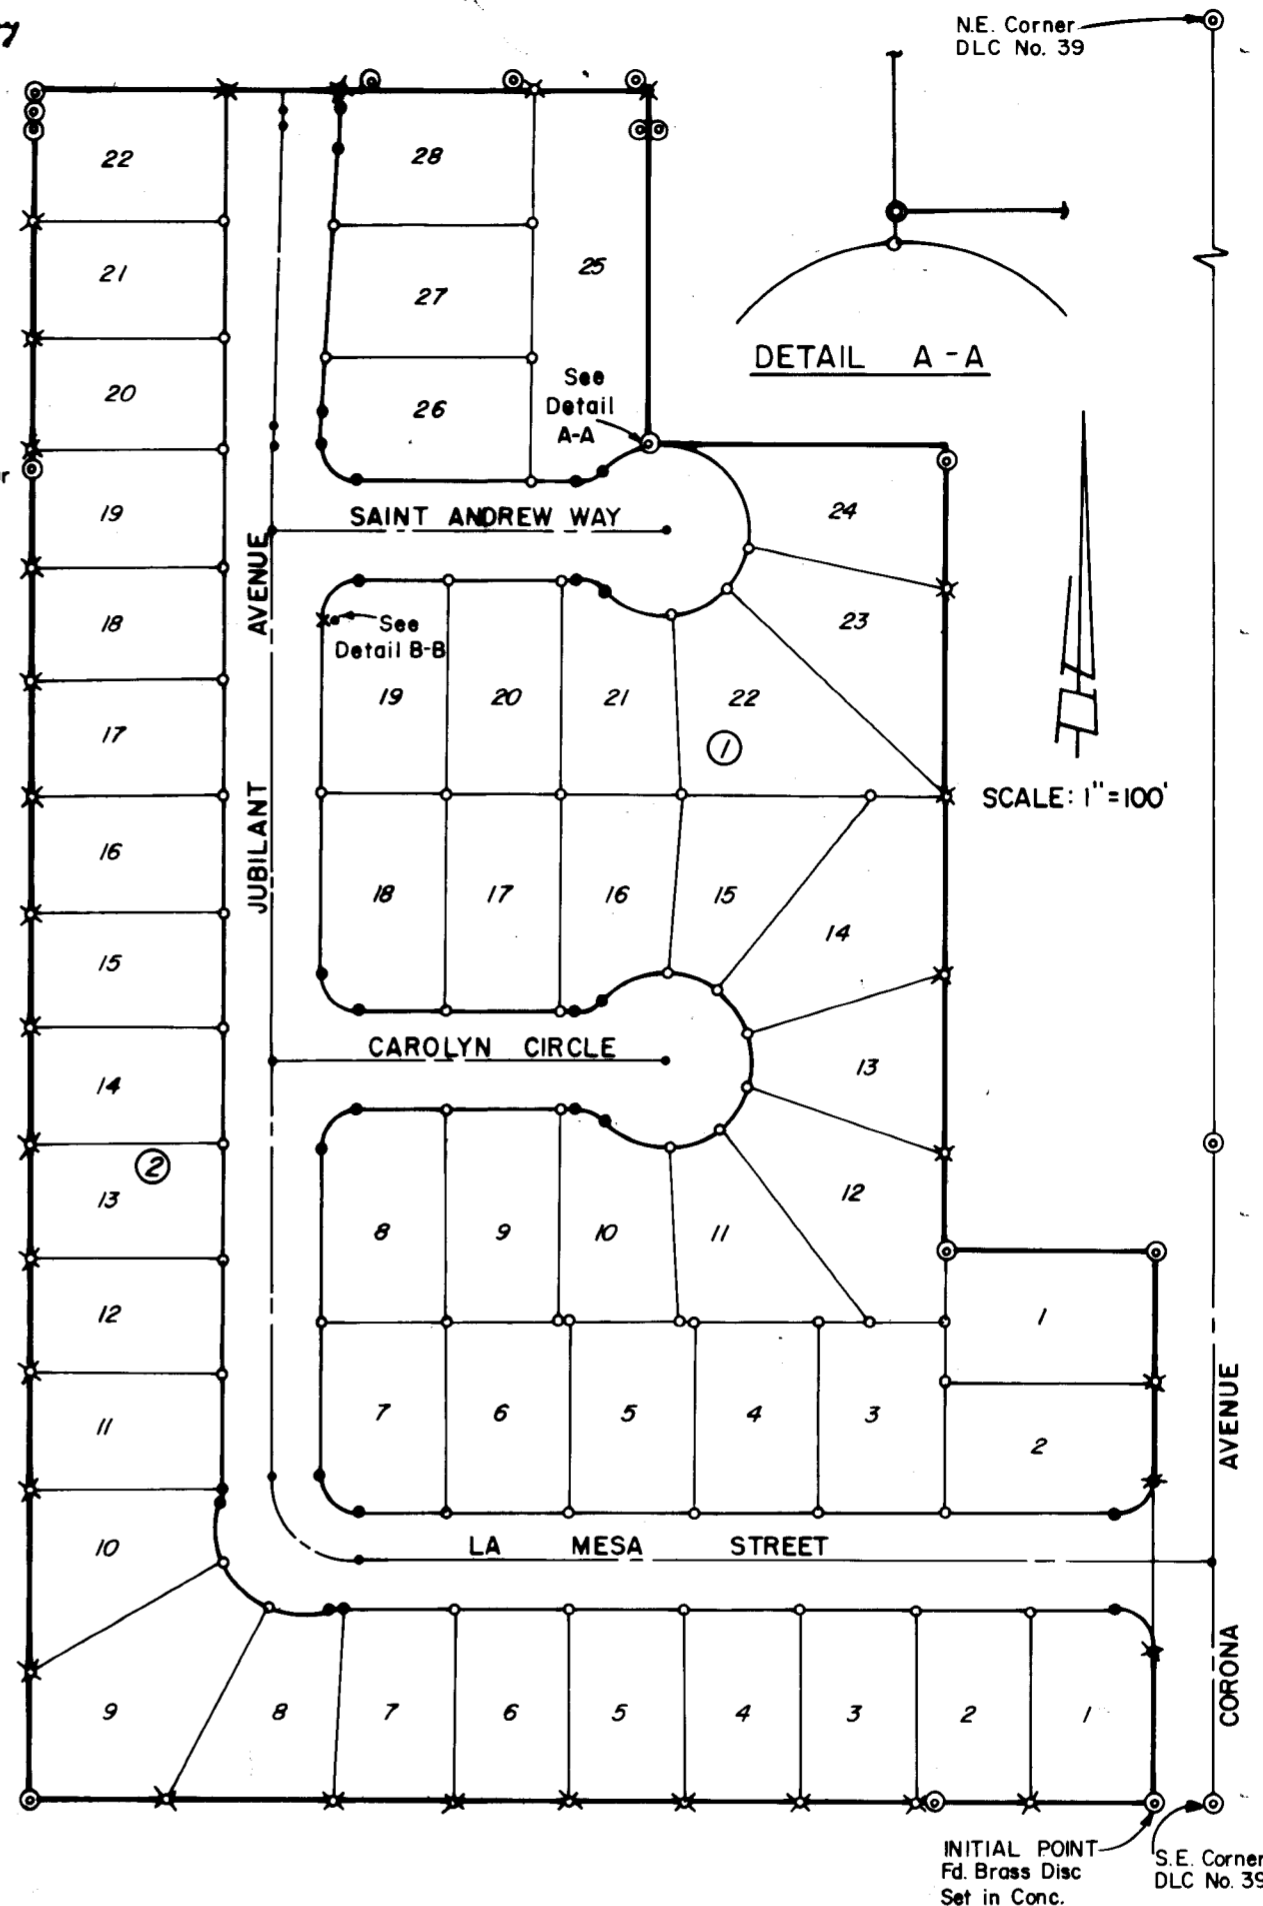 N.E. Corner
DLC No. 39
22
28
21
25
27
DETAIL A-A
20
26
See
Detail
A-A
19
SAINT ANDREW WAY
24
18
See
Detail B-B
23
19
20
21
22
1
17
JUBILANT AVENUE
SCALE: 1"=100'
16
18
17
16
15
14
15
CAROLYN CIRCLE
13
14
2
13
8
9
10
11
12
12
1
11
7
6
5
4
3
2
10
LA MESA STREET
CORONA AVENUE
9
8
7
6
5
4
3
2
1
INITIAL POINT
Fd. Brass Disc
Set in Conc.
S.E. Corner
DLC No. 39